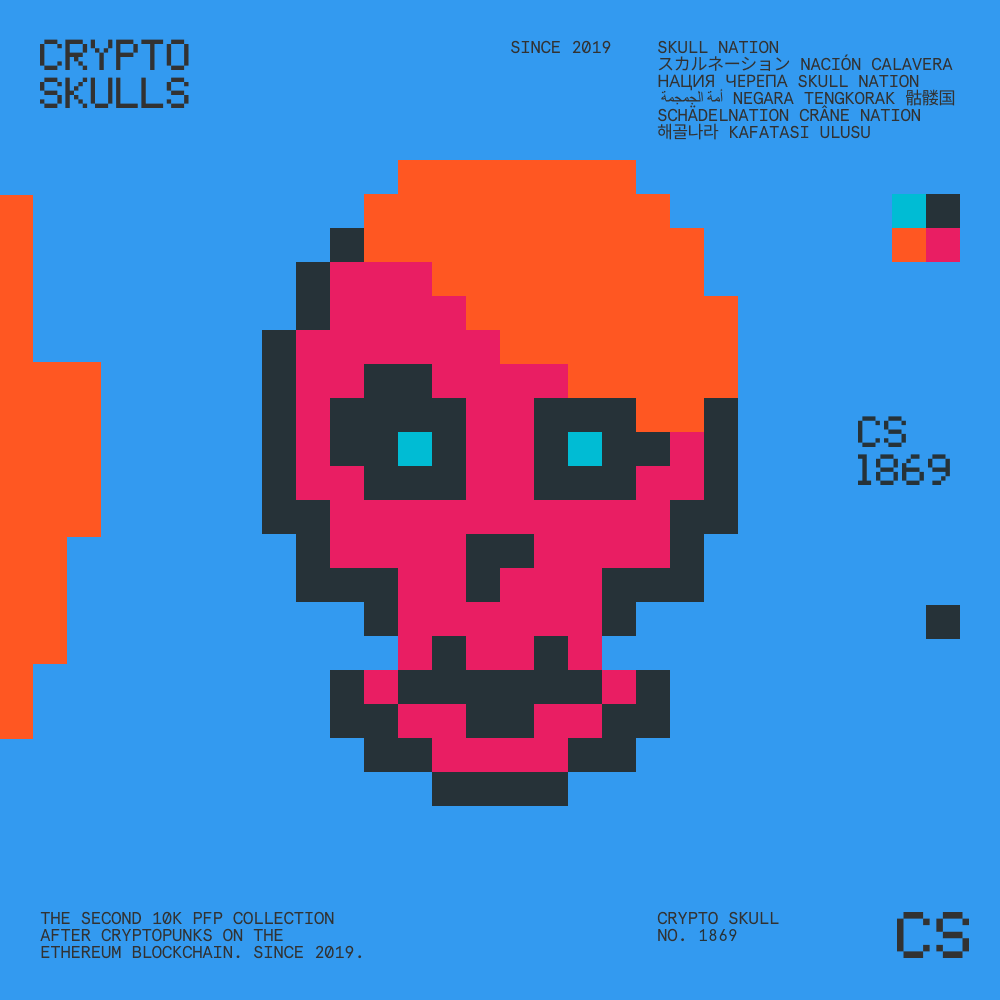 CRYPTO
SKULLS
SINCE 2019
SKULL NATION
スカルネーション NACIÓN CALAVERA
НАЦИЯ ЧЕРЕПА SKULL NATION
أمة الجمجمة NEGARA TENGKORAK 骷髅国
SCHÄDELNATION CRÂNE NATION
해골나라 KAFATASI ULUSU
CS
1869
THE SECOND 10K PFP COLLECTION
AFTER CRYPTOPUNKS ON THE
ETHEREUM BLOCKCHAIN. SINCE 2019.
CRYPTO SKULL
NO. 1869
CS